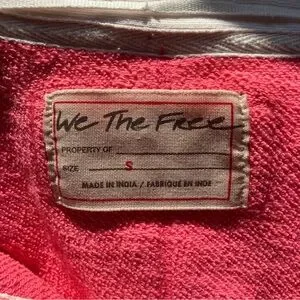 We The Free
PROPERTY OF
SIZE S
MADE IN INDIA / FABRIQUÉ EN INDE